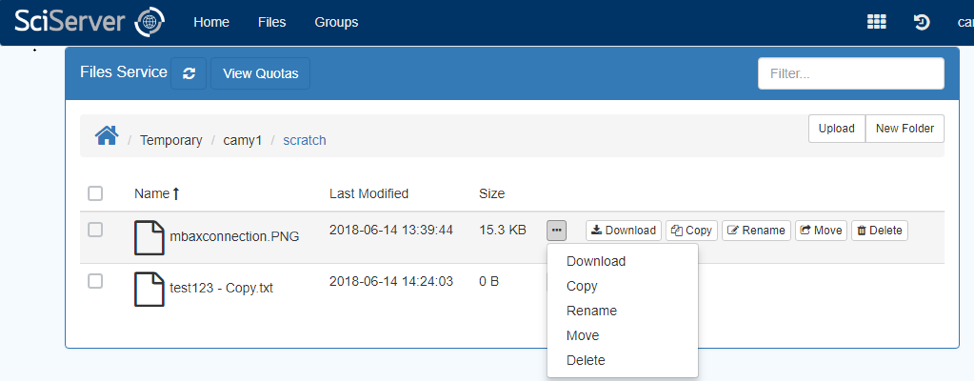 SciServer Home Files Groups
Files Service View Quotas Filter...
Temporary / camy1 / scratch Upload New Folder
Name Last Modified Size
mbaxconnection.PNG 2018-06-14 13:39:44 15.3 KB ... Download Copy Rename Move Delete
Download
test123 - Copy.txt 2018-06-14 14:24:03 0 B
Copy
Rename
Move
Delete